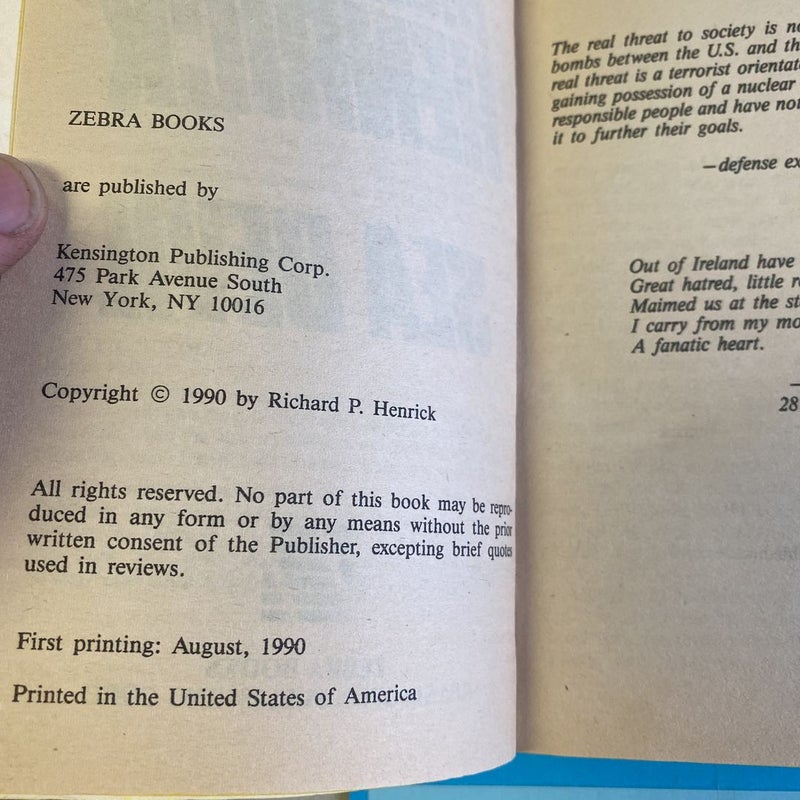 ZEBRA BOOKS
are published by
Kensington Publishing Corp.
475 Park Avenue South
New York, NY 10016
Copyright © 1990 by Richard P. Henrick
All rights reserved. No part of this book may be repro-
duced in any form or by any means without the prior
written consent of the Publisher, excepting brief quotes
used in reviews.
First printing: August, 1990
Printed in the United States of America
The real threat to society is
bombs between the U.S. and
real threat is a terrorist
gaining possession of a nuclear
responsible people and have
it to further their goals.
—defense
Out of Ireland have
Great hatred, little
Maimed us at the
I carry from my
A fanatic heart.
28